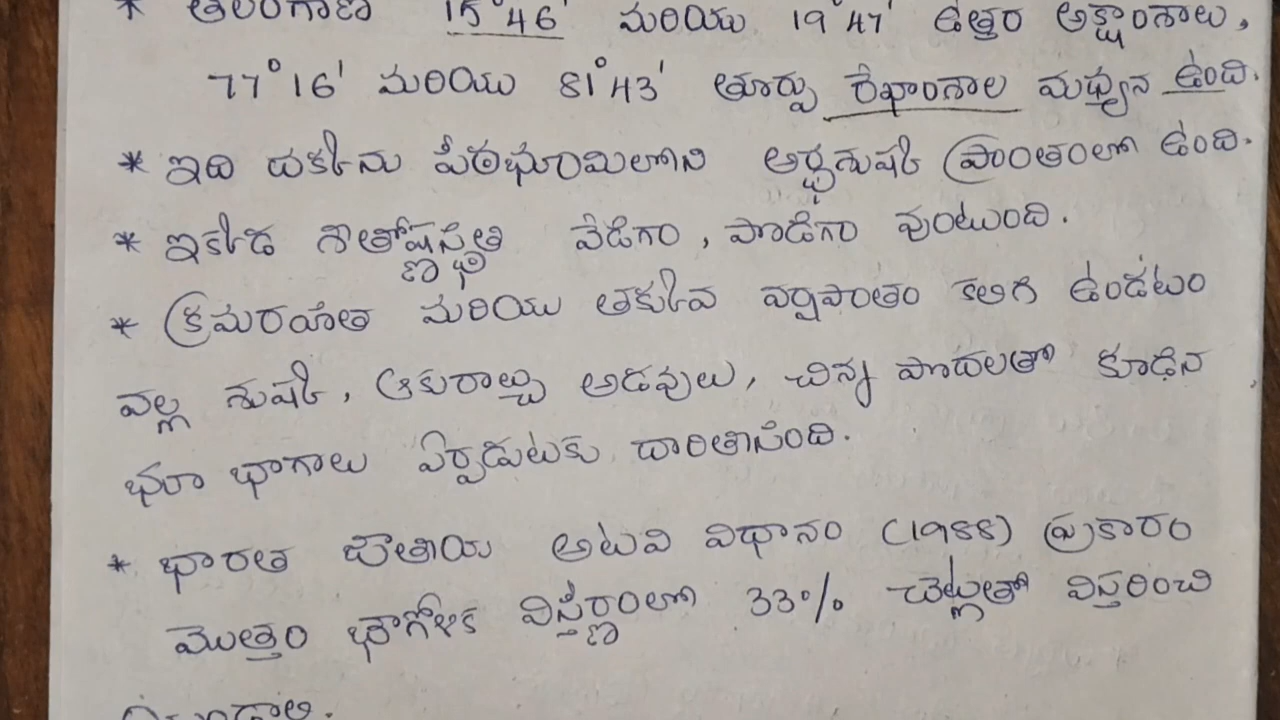 * తెలంగాణ 15°46' మరియు 19°47' ఉత్తర అక్షాంశాలు,
77°16' మరియు 81°43' తూర్పు రేఖాంశాల మధ్యన ఉంది.
* ఇది దక్కను పీఠభూమిలోని అర్ధశుష్క ప్రాంతంలో ఉంది.
* ఇక్కడ శీతోష్ణస్థితి వేడిగా, పొడిగా వుంటుంది.
* క్రమరహిత మరియు తక్కువ వర్షపాతం కలిగి ఉండటం
వల్ల శుష్క, ఆకురాల్చు అడవులు, చిన్న పొదలతో కూడిన
భూ భాగాలు ఏర్పడుటకు దారితీసింది.
* భారత జాతీయ అటవి విధానం (1988) ప్రకారం
మొత్తం భౌగోళిక విస్తీర్ణంలో 33% చెట్లతో విస్తరించి